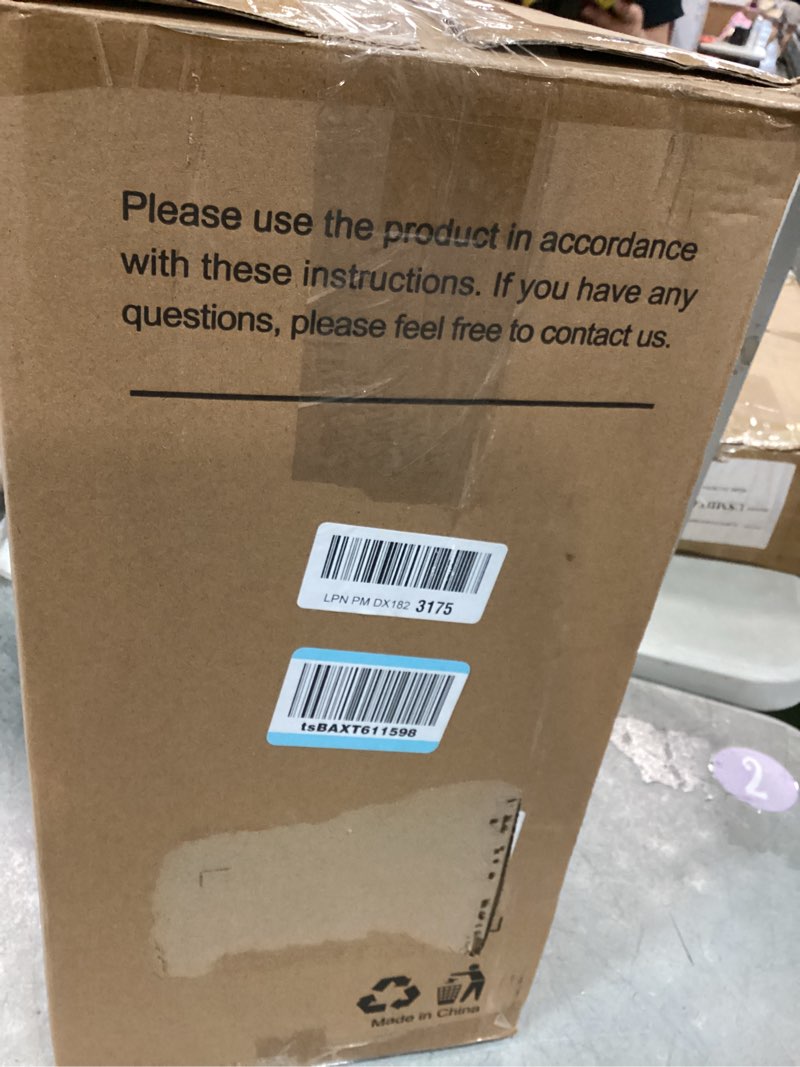 Please use the product in accordance
with these instructions. If you have any
questions, please feel free to contact us.
LPN PM DX182 3175
tsBAXT611598
2
Made in China